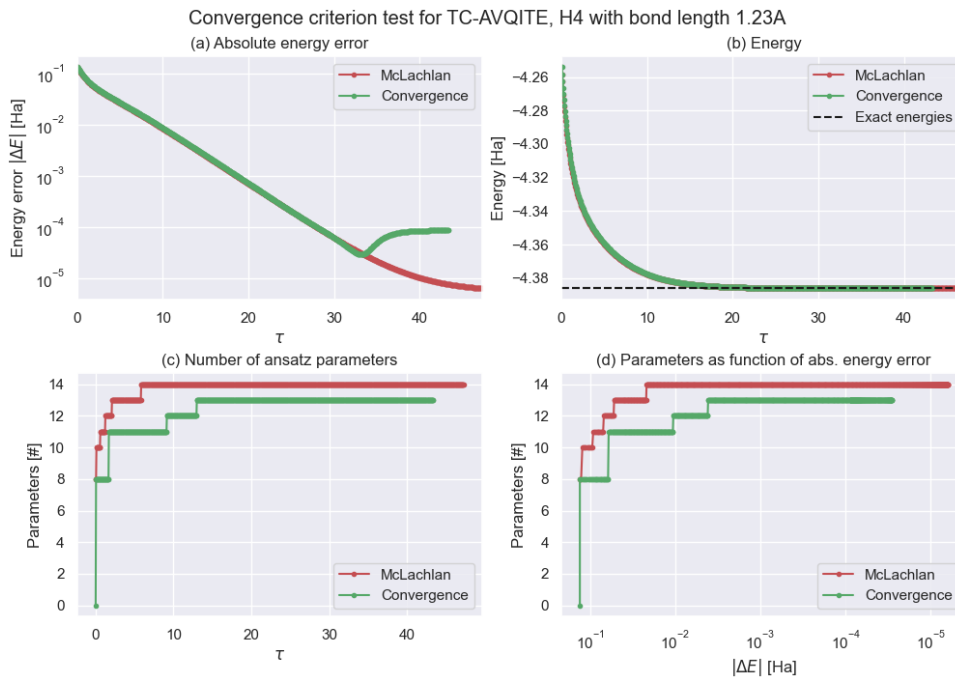 Convergence criterion test for TC-AVQITE, H4 with bond length 1.23A
(a) Absolute energy error
Energy error |ΔE| [Ha]
10⁻¹
10⁻²
10⁻³
10⁻⁴
10⁻⁵
McLachlan
Convergence
0 10 20 30 40
τ
(b) Energy
Energy [Ha]
−4.26
−4.28
−4.30
−4.32
−4.34
−4.36
−4.38
McLachlan
Convergence
Exact energies
0 10 20 30 40
τ
(c) Number of ansatz parameters
Parameters [#]
14
12
10
8
6
4
2
0
McLachlan
Convergence
0 10 20 30 40
τ
(d) Parameters as function of abs. energy error
Parameters [#]
14
12
10
8
6
4
2
0
McLachlan
Convergence
10⁻¹ 10⁻² 10⁻³ 10⁻⁴ 10⁻⁵
|ΔE| [Ha]